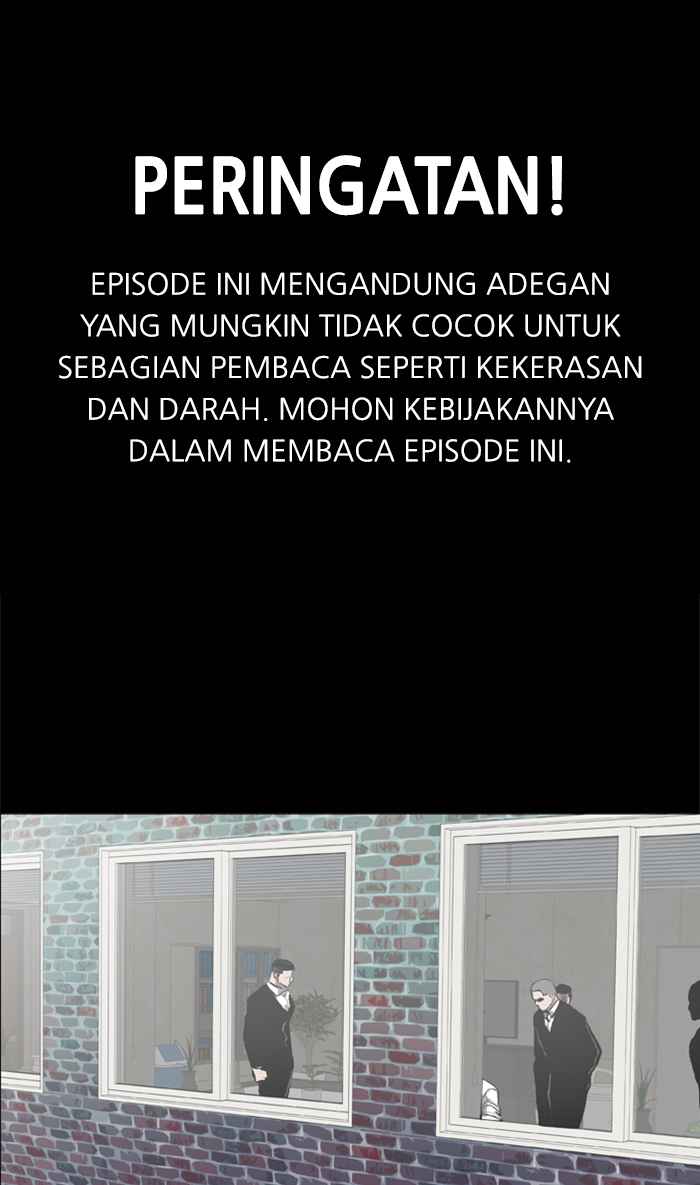 PERINGATAN!
EPISODE INI MENGANDUNG ADEGAN
YANG MUNGKIN TIDAK COCOK UNTUK
SEBAGIAN PEMBACA SEPERTI KEKERASAN
DAN DARAH. MOHON KEBIJAKANNYA
DALAM MEMBACA EPISODE INI.